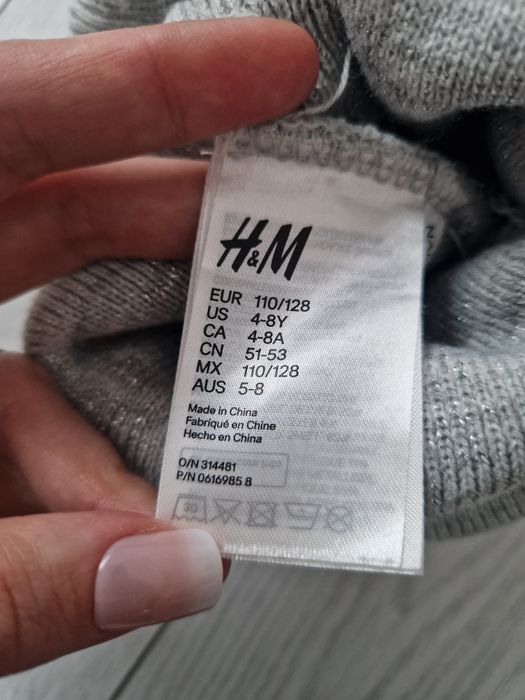 H&M
EUR 110/128
US 4-8Y
CA 4-8A
CN 51-53
MX 110/128
AUS 5-8
Made in China
Fabriqué en Chine
Hecho en China
O/N 314481
P/N 0616985 8